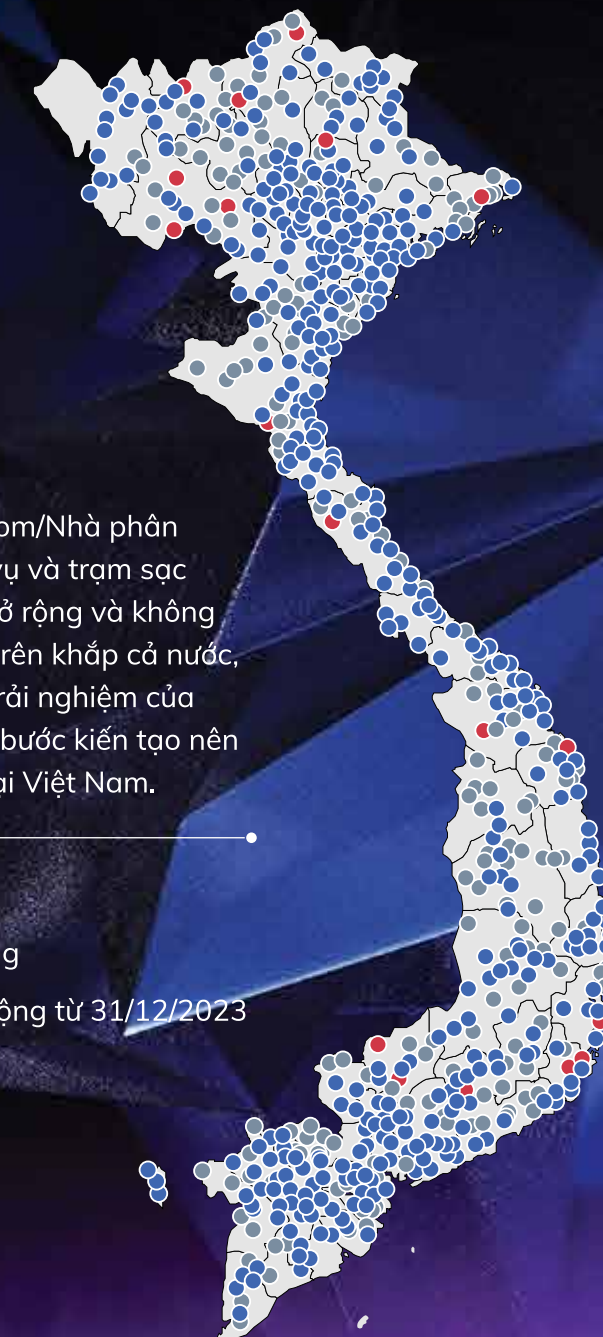 om/Nhà phân
vụ và trạm sạc
ở rộng và không
rên khắp cả nước,
rải nghiệm của
bước kiến tạo nên
ại Việt Nam.
g
ộng từ 31/12/2023